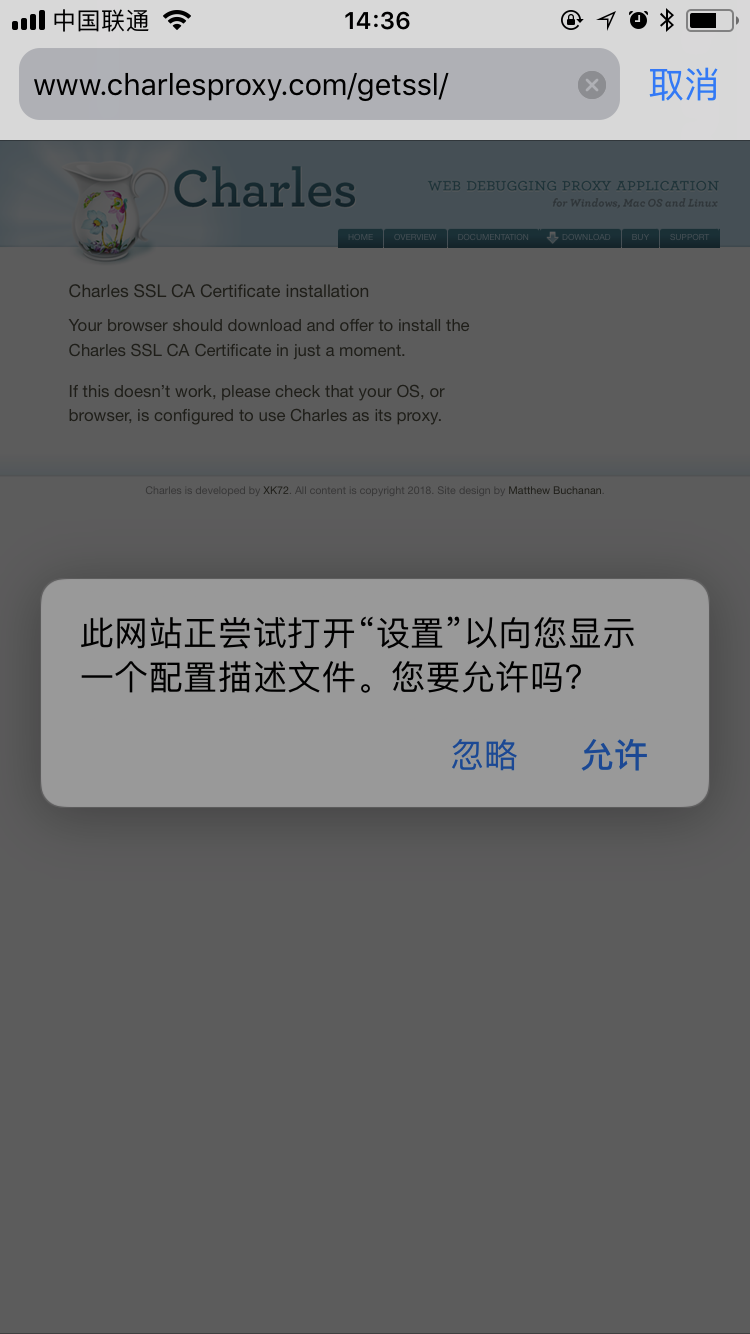 中国联通
14:36
www.charlesproxy.com/getssl/
取消
Charles
WEB DEBUGGING PROXY APPLICATION
for Windows, Mac OS and Linux
HOME OVERVIEW DOCUMENTATION DOWNLOAD BUY SUPPORT
Charles SSL CA Certificate installation
Your browser should download and offer to install the
Charles SSL CA Certificate in just a moment.
If this doesn’t work, please check that your OS, or
browser, is configured to use Charles as its proxy.
Charles is developed by XK72. All content is copyright 2018. Site design by Matthew Buchanan.
此网站正尝试打开“设置”以向您显示
一个配置描述文件。您要允许吗?
忽略 允许